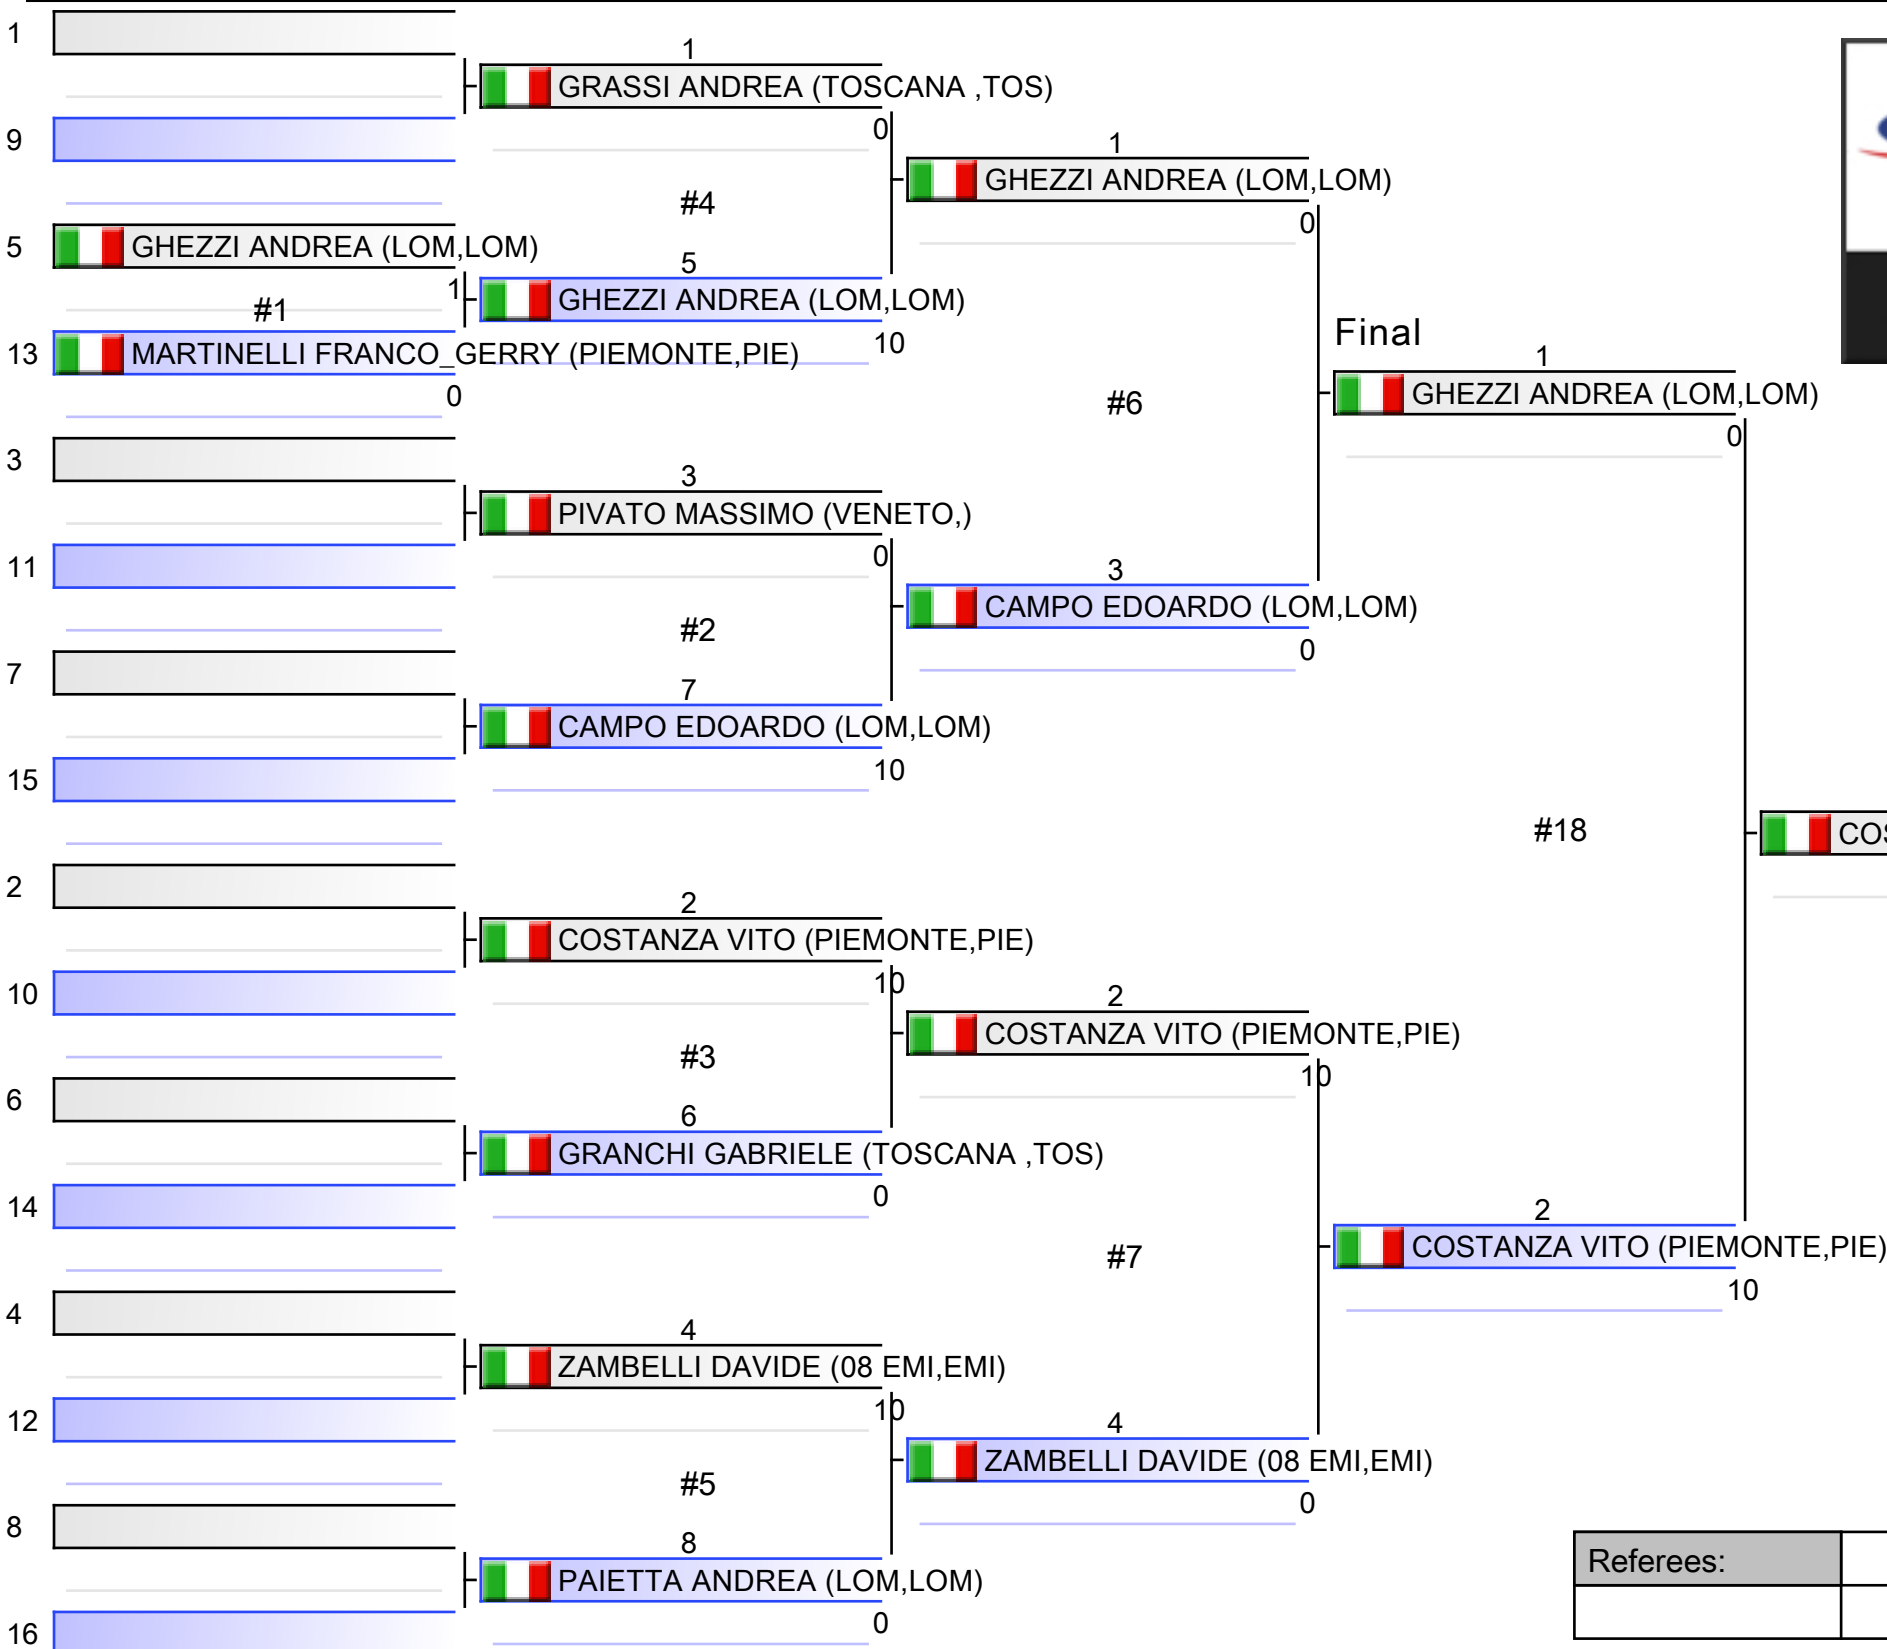 1
9
5 GHEZZI ANDREA (LOM,LOM)
1
#1
13 MARTINELLI FRANCO_GERRY (PIEMONTE,PIE)
0
3
11
7
15
2
10
6
14
4
12
8
16
1
GRASSI ANDREA (TOSCANA ,TOS)
0
#4
5
GHEZZI ANDREA (LOM,LOM)
10
3
PIVATO MASSIMO (VENETO,)
0
#2
7
CAMPO EDOARDO (LOM,LOM)
10
2
COSTANZA VITO (PIEMONTE,PIE)
10
#3
6
GRANCHI GABRIELE (TOSCANA ,TOS)
0
4
ZAMBELLI DAVIDE (08 EMI,EMI)
10
#5
8
PAIETTA ANDREA (LOM,LOM)
0
1
GHEZZI ANDREA (LOM,LOM)
0
#6
3
CAMPO EDOARDO (LOM,LOM)
0
2
COSTANZA VITO (PIEMONTE,PIE)
10
#7
4
ZAMBELLI DAVIDE (08 EMI,EMI)
0
Final
1
GHEZZI ANDREA (LOM,LOM)
0
#18
2
COSTANZA VITO (PIEMONTE,PIE)
10
Referees: